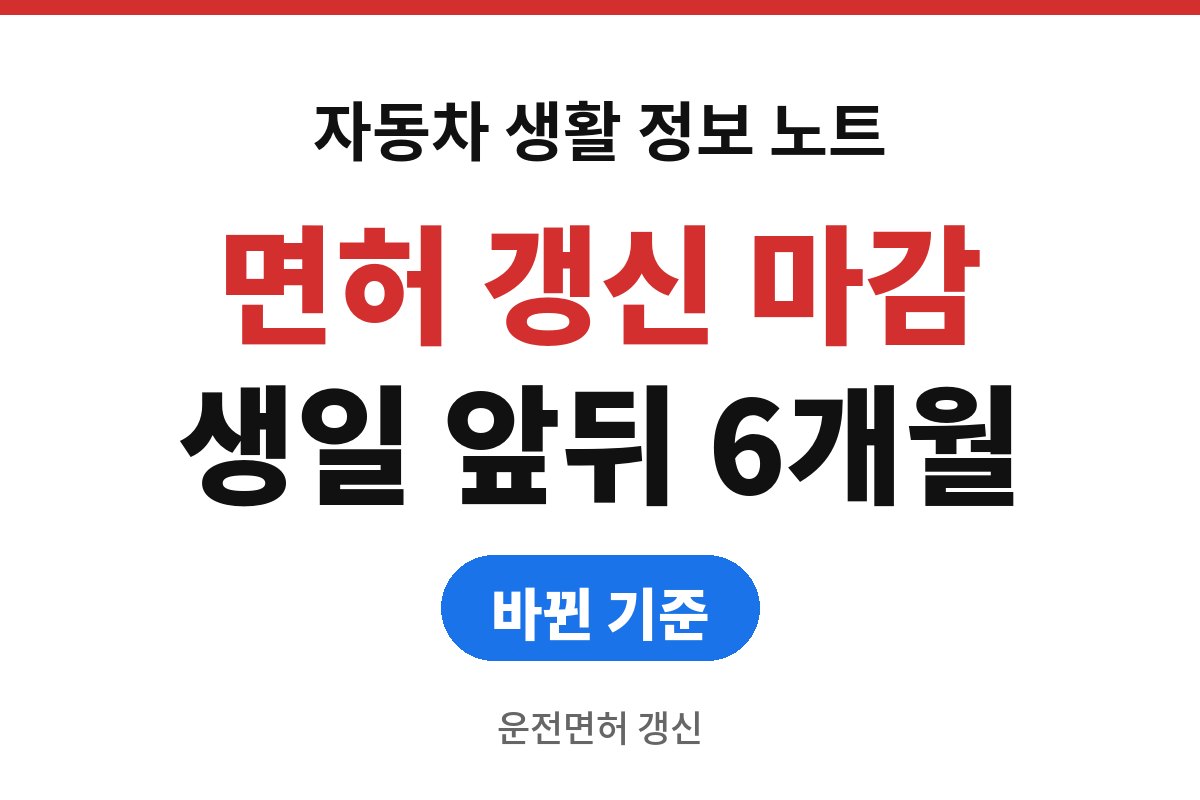 자동차 생활 정보 노트
면허 갱신 마감
생일 앞뒤 6개월
바뀐 기준
운전면허 갱신